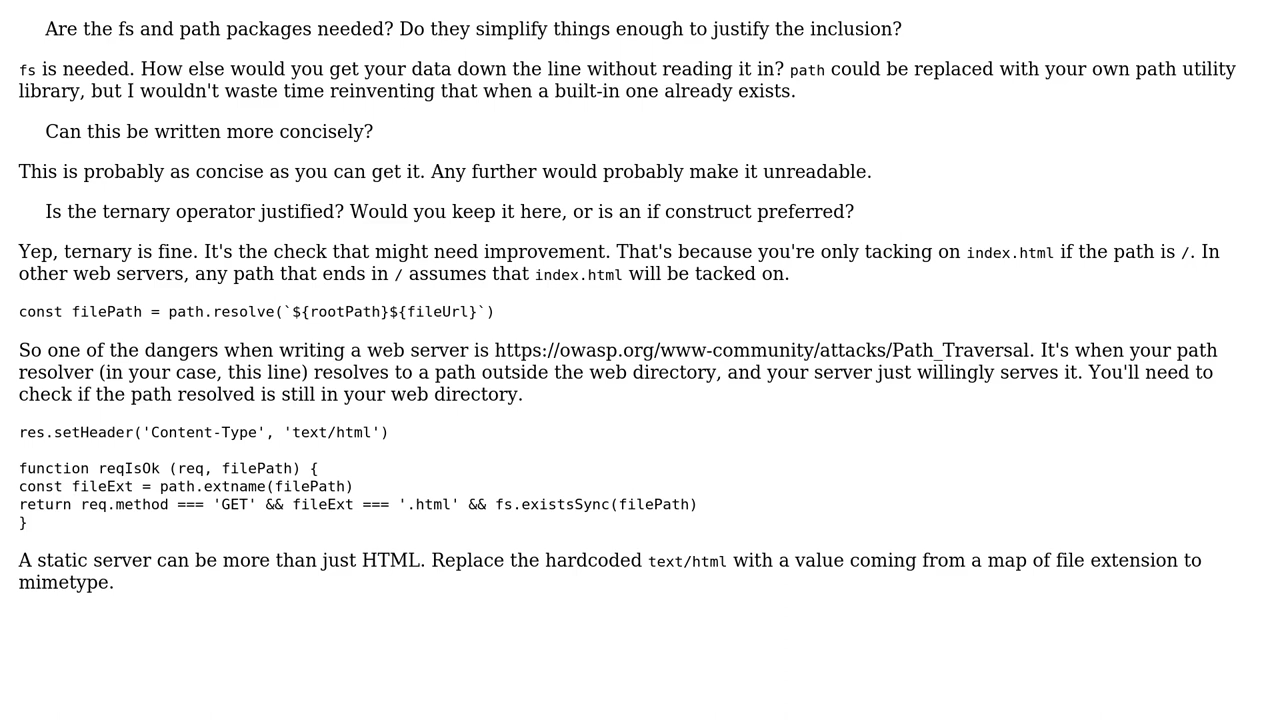 Are the fs and path packages needed? Do they simplify things enough to justify the inclusion?
fs is needed. How else would you get your data down the line without reading it in? path could be replaced with your own path utility
library, but I wouldn't waste time reinventing that when a built-in one already exists.
Can this be written more concisely?
This is probably as concise as you can get it. Any further would probably make it unreadable.
Is the ternary operator justified? Would you keep it here, or is an if construct preferred?
Yep, ternary is fine. It's the check that might need improvement. That's because you're only tacking on index.html if the path is /. In
other web servers, any path that ends in / assumes that index.html will be tacked on.
const filePath = path.resolve(`${rootPath}${fileUrl}`)
So one of the dangers when writing a web server is https://owasp.org/www-community/attacks/Path_Traversal. It's when your path
resolver (in your case, this line) resolves to a path outside the web directory, and your server just willingly serves it. You'll need to
check if the path resolved is still in your web directory.
res.setHeader('Content-Type', 'text/html')
function reqIsOk (req, filePath) {
const fileExt = path.extname(filePath)
return req.method === 'GET' && fileExt === '.html' && fs.existsSync(filePath)
}
A static server can be more than just HTML. Replace the hardcoded text/html with a value coming from a map of file extension to
mimetype.